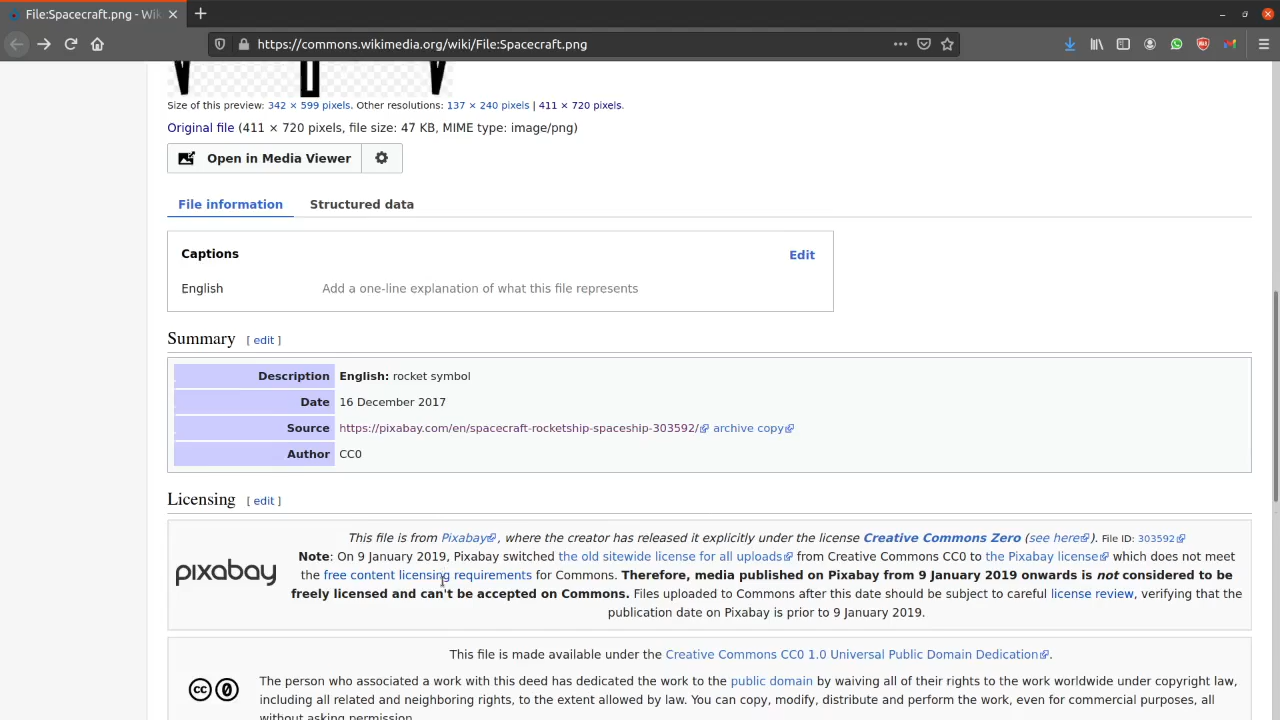 File:Spacecraft.png - Wik
https://commons.wikimedia.org/wiki/File:Spacecraft.png
Size of this preview: 342 × 599 pixels. Other resolutions: 137 × 240 pixels | 411 × 720 pixels.
Original file (411 × 720 pixels, file size: 47 KB, MIME type: image/png)
Open in Media Viewer
File information Structured data
Captions Edit
English Add a one-line explanation of what this file represents
Summary [ edit ]
Description English: rocket symbol
Date 16 December 2017
Source https://pixabay.com/en/spacecraft-rocketship-spaceship-303592/ archive copy
Author CC0
Licensing [ edit ]
This file is from Pixabay, where the creator has released it explicitly under the license Creative Commons Zero (see here). File ID: 303592
Note: On 9 January 2019, Pixabay switched the old sitewide license for all uploads from Creative Commons CC0 to the Pixabay license which does not meet
the free content licensing requirements for Commons. Therefore, media published on Pixabay from 9 January 2019 onwards is not considered to be
pixabay
freely licensed and can't be accepted on Commons. Files uploaded to Commons after this date should be subject to careful license review, verifying that the
publication date on Pixabay is prior to 9 January 2019.
This file is made available under the Creative Commons CC0 1.0 Universal Public Domain Dedication.
cc 0
The person who associated a work with this deed has dedicated the work to the public domain by waiving all of their rights to the work worldwide under copyright law,
including all related and neighboring rights, to the extent allowed by law. You can copy, modify, distribute and perform the work, even for commercial purposes, all
without asking permission.